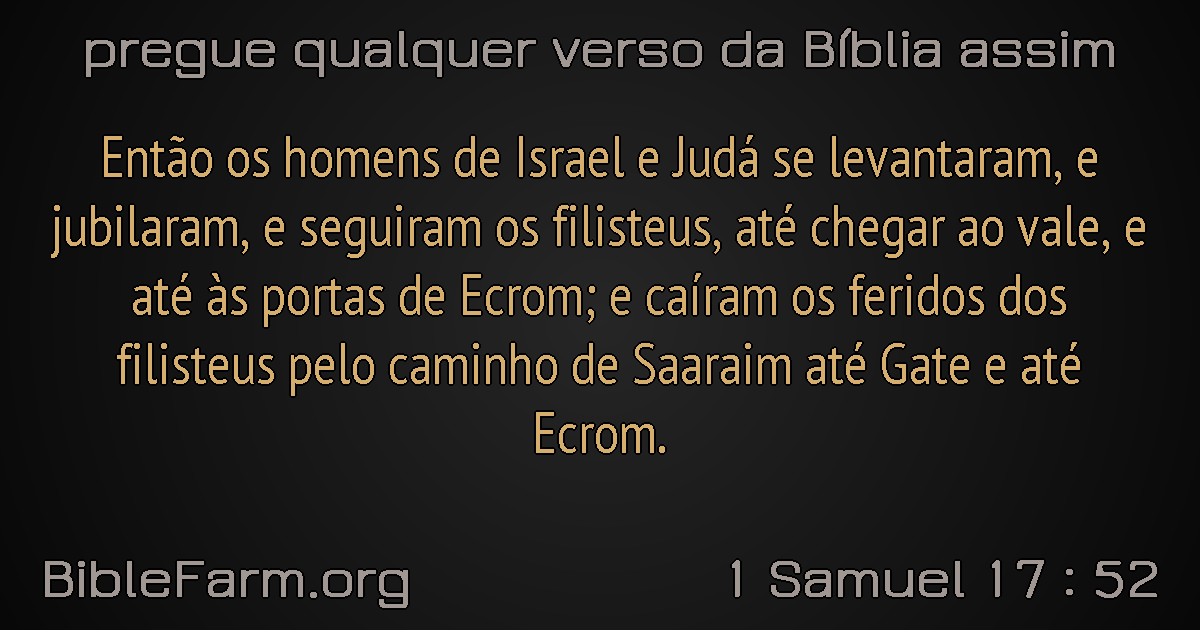 pregue qualquer verso da Bíblia assim
Então os homens de Israel e Judá se levantaram, e
jubilaram, e seguiram os filisteus, até chegar ao vale, e
até às portas de Ecrom; e caíram os feridos dos
filisteus pelo caminho de Saaraim até Gate e até
Ecrom.
BibleFarm.org
1 Samuel 17 : 52